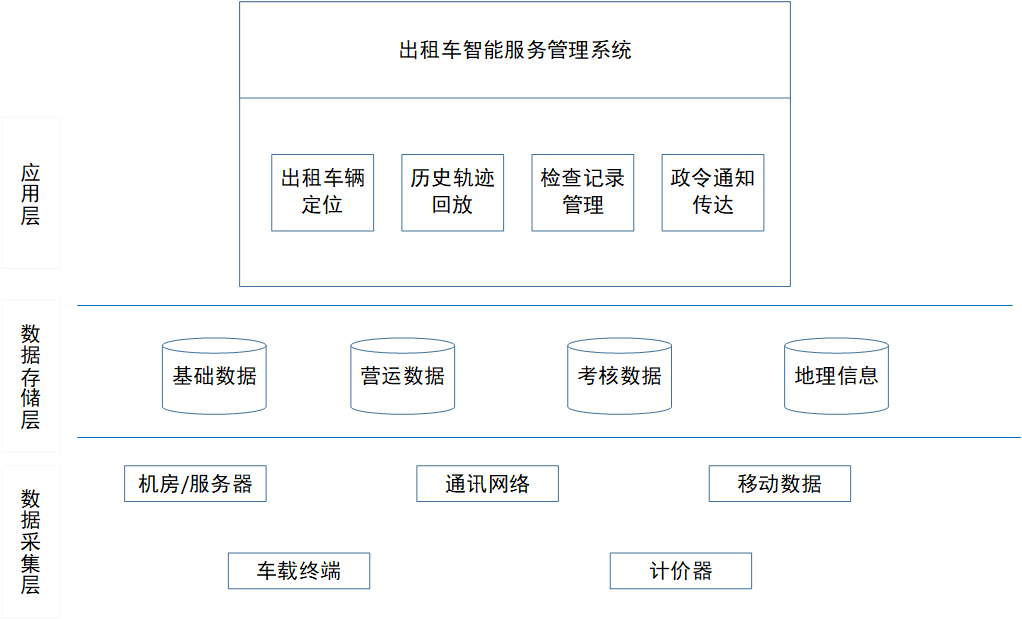 出租车智能服务管理系统
应用层
出租车辆
定位
历史轨迹
回放
检查记录
管理
政令通知
传达
数据存储层
基础数据
营运数据
考核数据
地理信息
数据采集层
机房/服务器
通讯网络
移动数据
车载终端
计价器